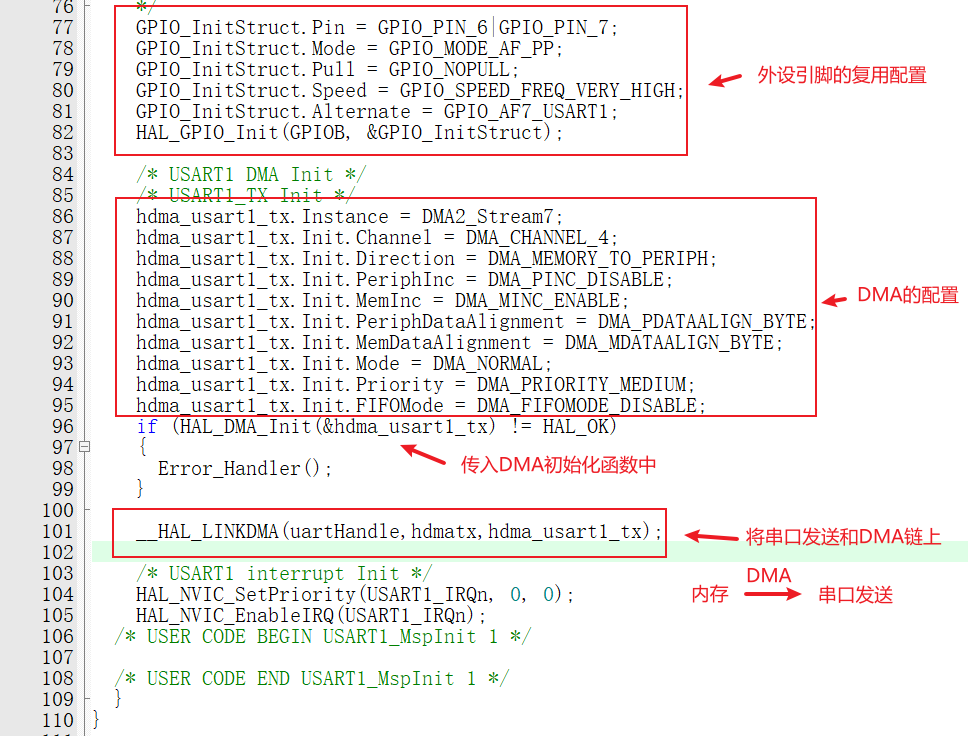 76 */
77 GPIO_InitStruct.Pin = GPIO_PIN_6|GPIO_PIN_7;
78 GPIO_InitStruct.Mode = GPIO_MODE_AF_PP;
79 GPIO_InitStruct.Pull = GPIO_NOPULL;
外设引脚的复用配置
80 GPIO_InitStruct.Speed = GPIO_SPEED_FREQ_VERY_HIGH;
81 GPIO_InitStruct.Alternate = GPIO_AF7_USART1;
82 HAL_GPIO_Init(GPIOB, &GPIO_InitStruct);
83
84 /* USART1 DMA Init */
85 /* USART1_TX Init */
86 hdma_usart1_tx.Instance = DMA2_Stream7;
87 hdma_usart1_tx.Init.Channel = DMA_CHANNEL_4;
88 hdma_usart1_tx.Init.Direction = DMA_MEMORY_TO_PERIPH;
89 hdma_usart1_tx.Init.PeriphInc = DMA_PINC_DISABLE;
90 hdma_usart1_tx.Init.MemInc = DMA_MINC_ENABLE;
DMA的配置
91 hdma_usart1_tx.Init.PeriphDataAlignment = DMA_PDATAALIGN_BYTE;
92 hdma_usart1_tx.Init.MemDataAlignment = DMA_MDATAALIGN_BYTE;
93 hdma_usart1_tx.Init.Mode = DMA_NORMAL;
94 hdma_usart1_tx.Init.Priority = DMA_PRIORITY_MEDIUM;
95 hdma_usart1_tx.Init.FIFOMode = DMA_FIFOMODE_DISABLE;
96 if (HAL_DMA_Init(&hdma_usart1_tx) != HAL_OK)
97 {
98 Error_Handler();
传入DMA初始化函数中
99 }
100
101 __HAL_LINKDMA(uartHandle,hdmatx,hdma_usart1_tx);
将串口发送和DMA链上
102
103 /* USART1 interrupt Init */
DMA
104 HAL_NVIC_SetPriority(USART1_IRQn, 0, 0);
内存 串口发送
105 HAL_NVIC_EnableIRQ(USART1_IRQn);
106 /* USER CODE BEGIN USART1_MspInit 1 */
107
108 /* USER CODE END USART1_MspInit 1 */
109 }
110 }